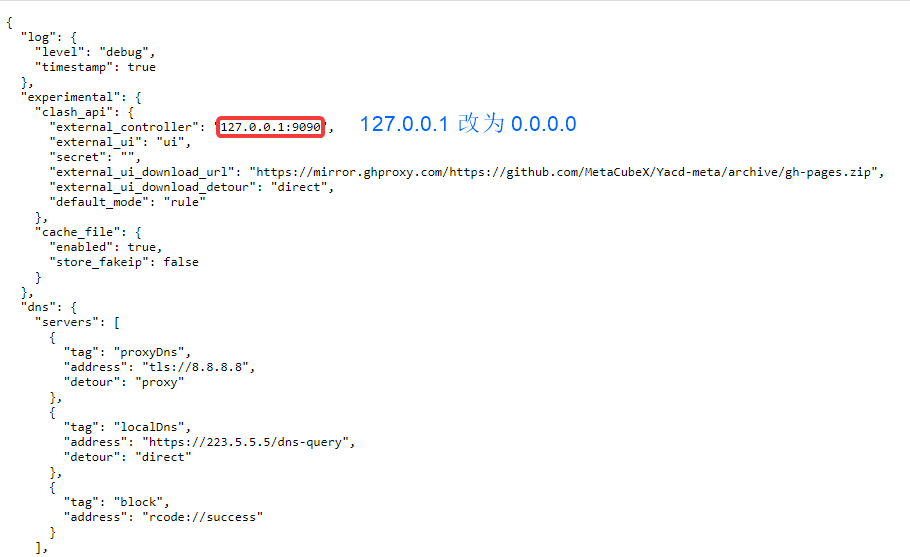 {
  "log": {
    "level": "debug",
    "timestamp": true
  },
  "experimental": {
    "clash_api": {
      "external_controller": "127.0.0.1:9090", 127.0.0.1 改为 0.0.0.0
      "external_ui": "ui",
      "secret": "",
      "external_ui_download_url": "https://mirror.ghproxy.com/https://github.com/MetaCubeX/Yacd-meta/archive/gh-pages.zip",
      "external_ui_download_detour": "direct",
      "default_mode": "rule"
    },
    "cache_file": {
      "enabled": true,
      "store_fakeip": false
    }
  },
  "dns": {
    "servers": [
      {
        "tag": "proxyDns",
        "address": "tls://8.8.8.8",
        "detour": "proxy"
      },
      {
        "tag": "localDns",
        "address": "https://223.5.5.5/dns-query",
        "detour": "direct"
      },
      {
        "tag": "block",
        "address": "rcode://success"
      }
    ],